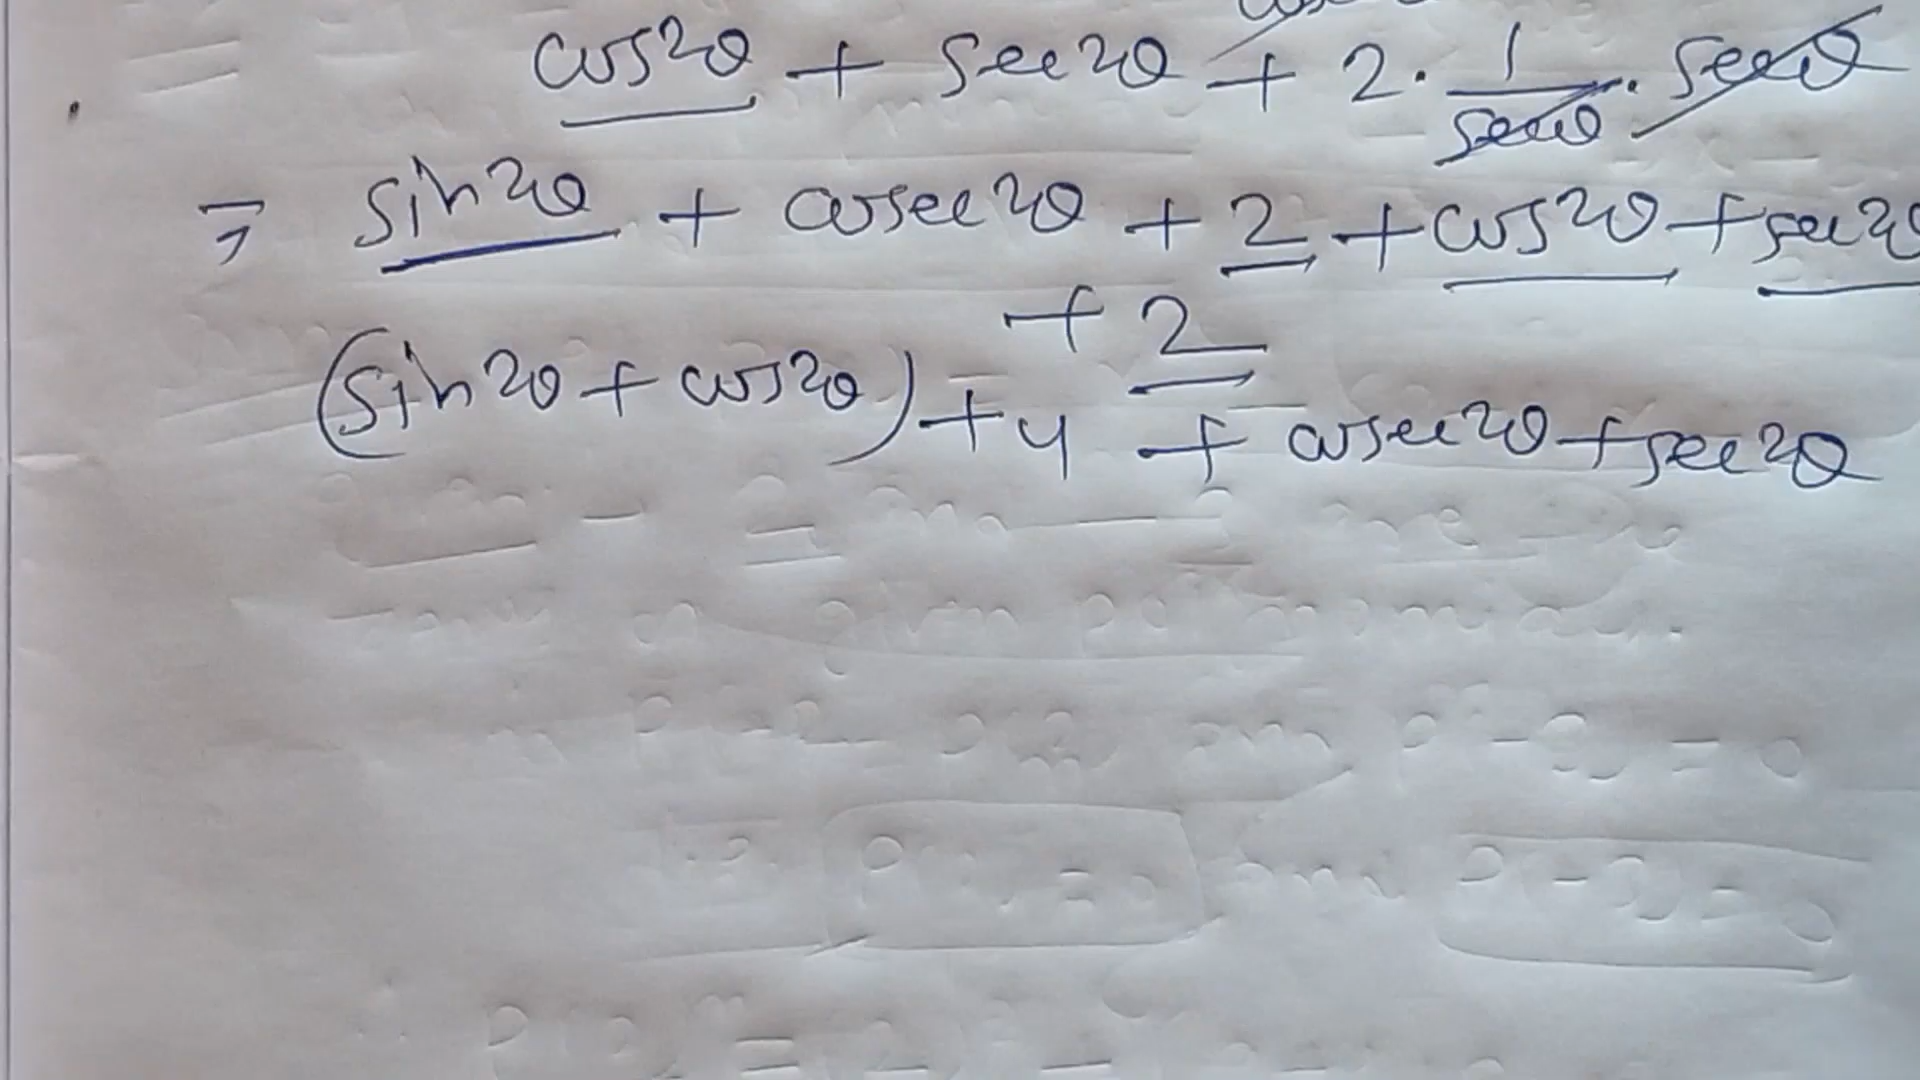 cos²θ + sec²θ + 2 · 1/secθ · secθ
= sin²θ + cosec²θ + 2 + cos²θ + sec²θ
+ 2
(sin²θ + cos²θ) + 4 + cosec²θ + sec²θ